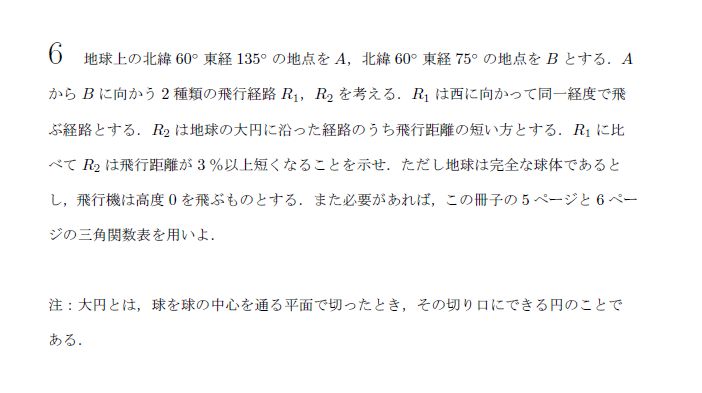 6 地球上の北緯 60° 東経 135° の地点を A，北緯 60° 東経 75° の地点を B とする．A
から B に向かう 2 種類の飛行経路 R₁，R₂ を考える．R₁ は西に向かって同一経度で飛
ぶ経路とする．R₂ は地球の大円に沿った経路のうち飛行距離の短い方とする．R₁ に比
べて R₂ は飛行距離が 3 %以上短くなることを示せ．ただし地球は完全な球体であると
し，飛行機は高度 0 を飛ぶものとする．また必要があれば，この冊子の 5 ページと 6 ペー
ジの三角関数表を用いよ．
注：大円とは，球を球の中心を通る平面で切ったとき，その切り口にできる円のことで
ある．